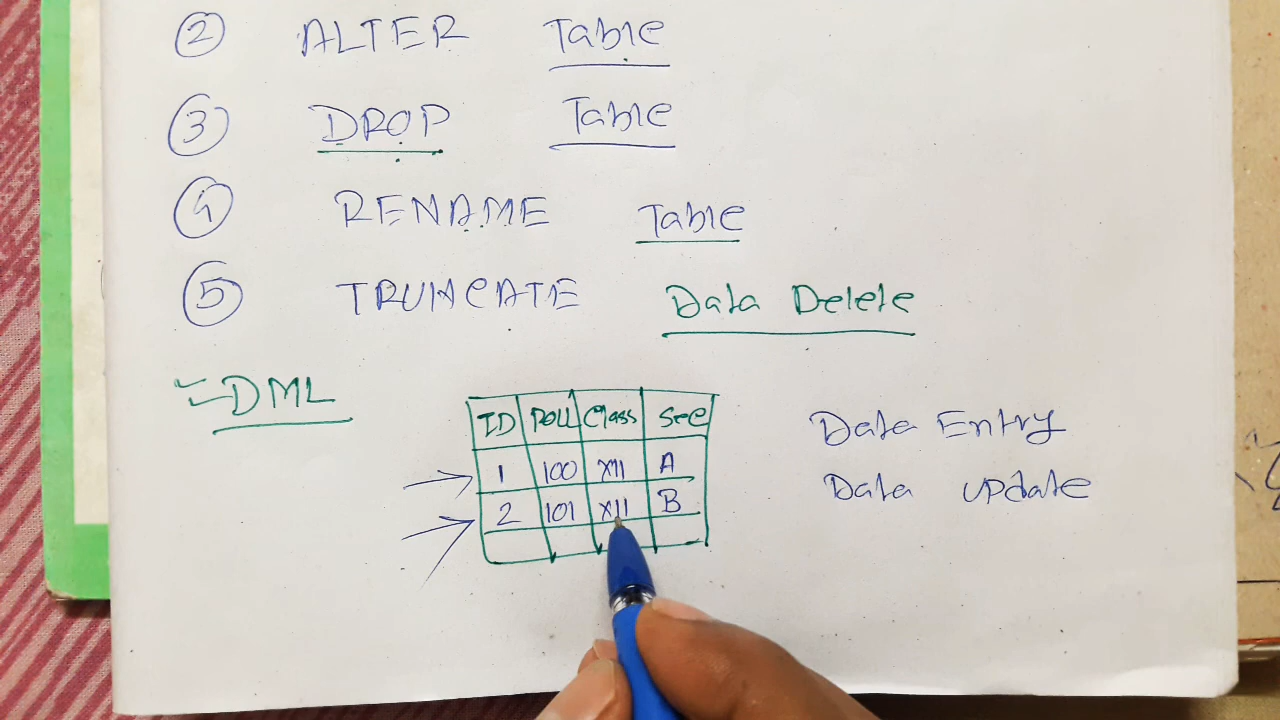 ② ALTER Table
③ DROP Table
④ RENAME Table
⑤ TRUNCATE Data Delete
DML
ID Roll Class Sec
1 100 XII A
2 101 XII B
Data Entry
Data Update